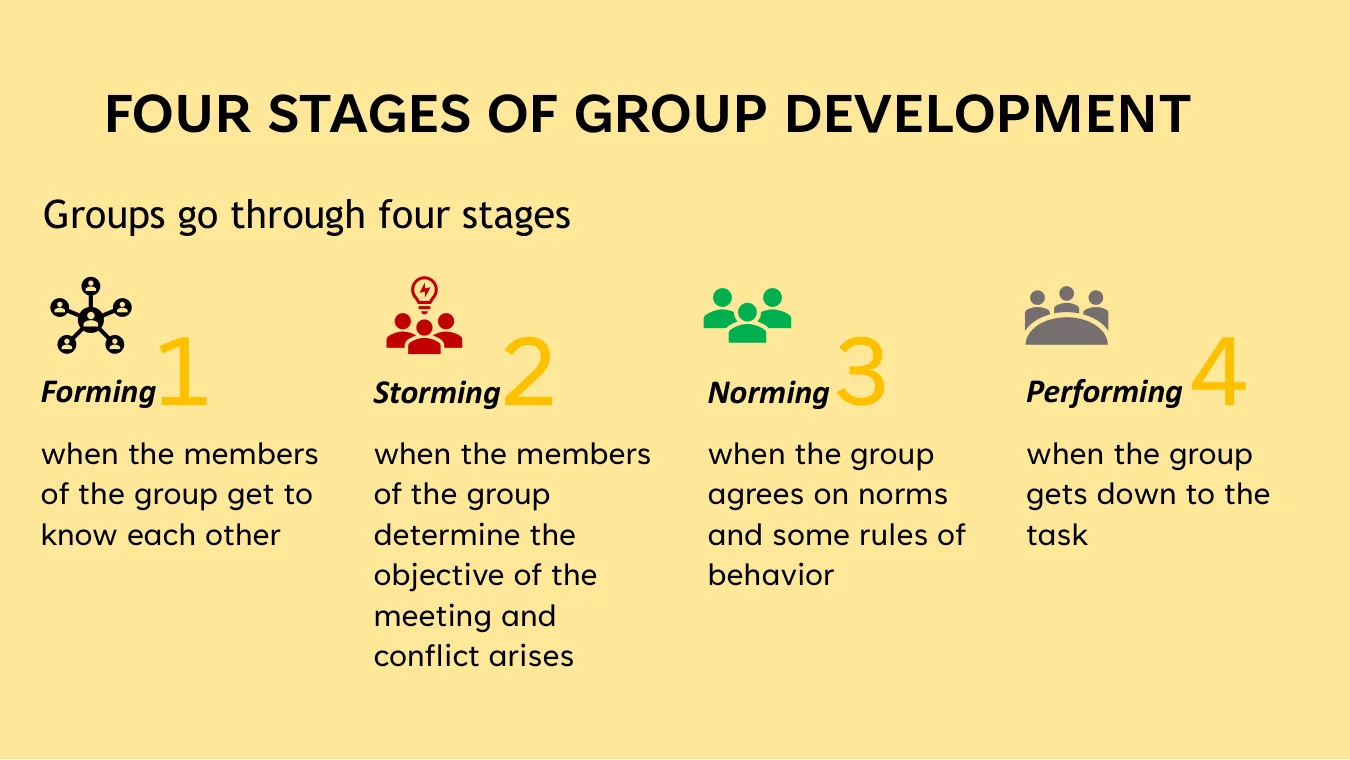 FOUR STAGES OF GROUP DEVELOPMENT
Groups go through four stages
Forming 1
when the members
of the group get to
know each other
Storming 2
when the members
of the group
determine the
objective of the
meeting and
conflict arises
Norming 3
when the group
agrees on norms
and some rules of
behavior
Performing 4
when the group
gets down to the
task